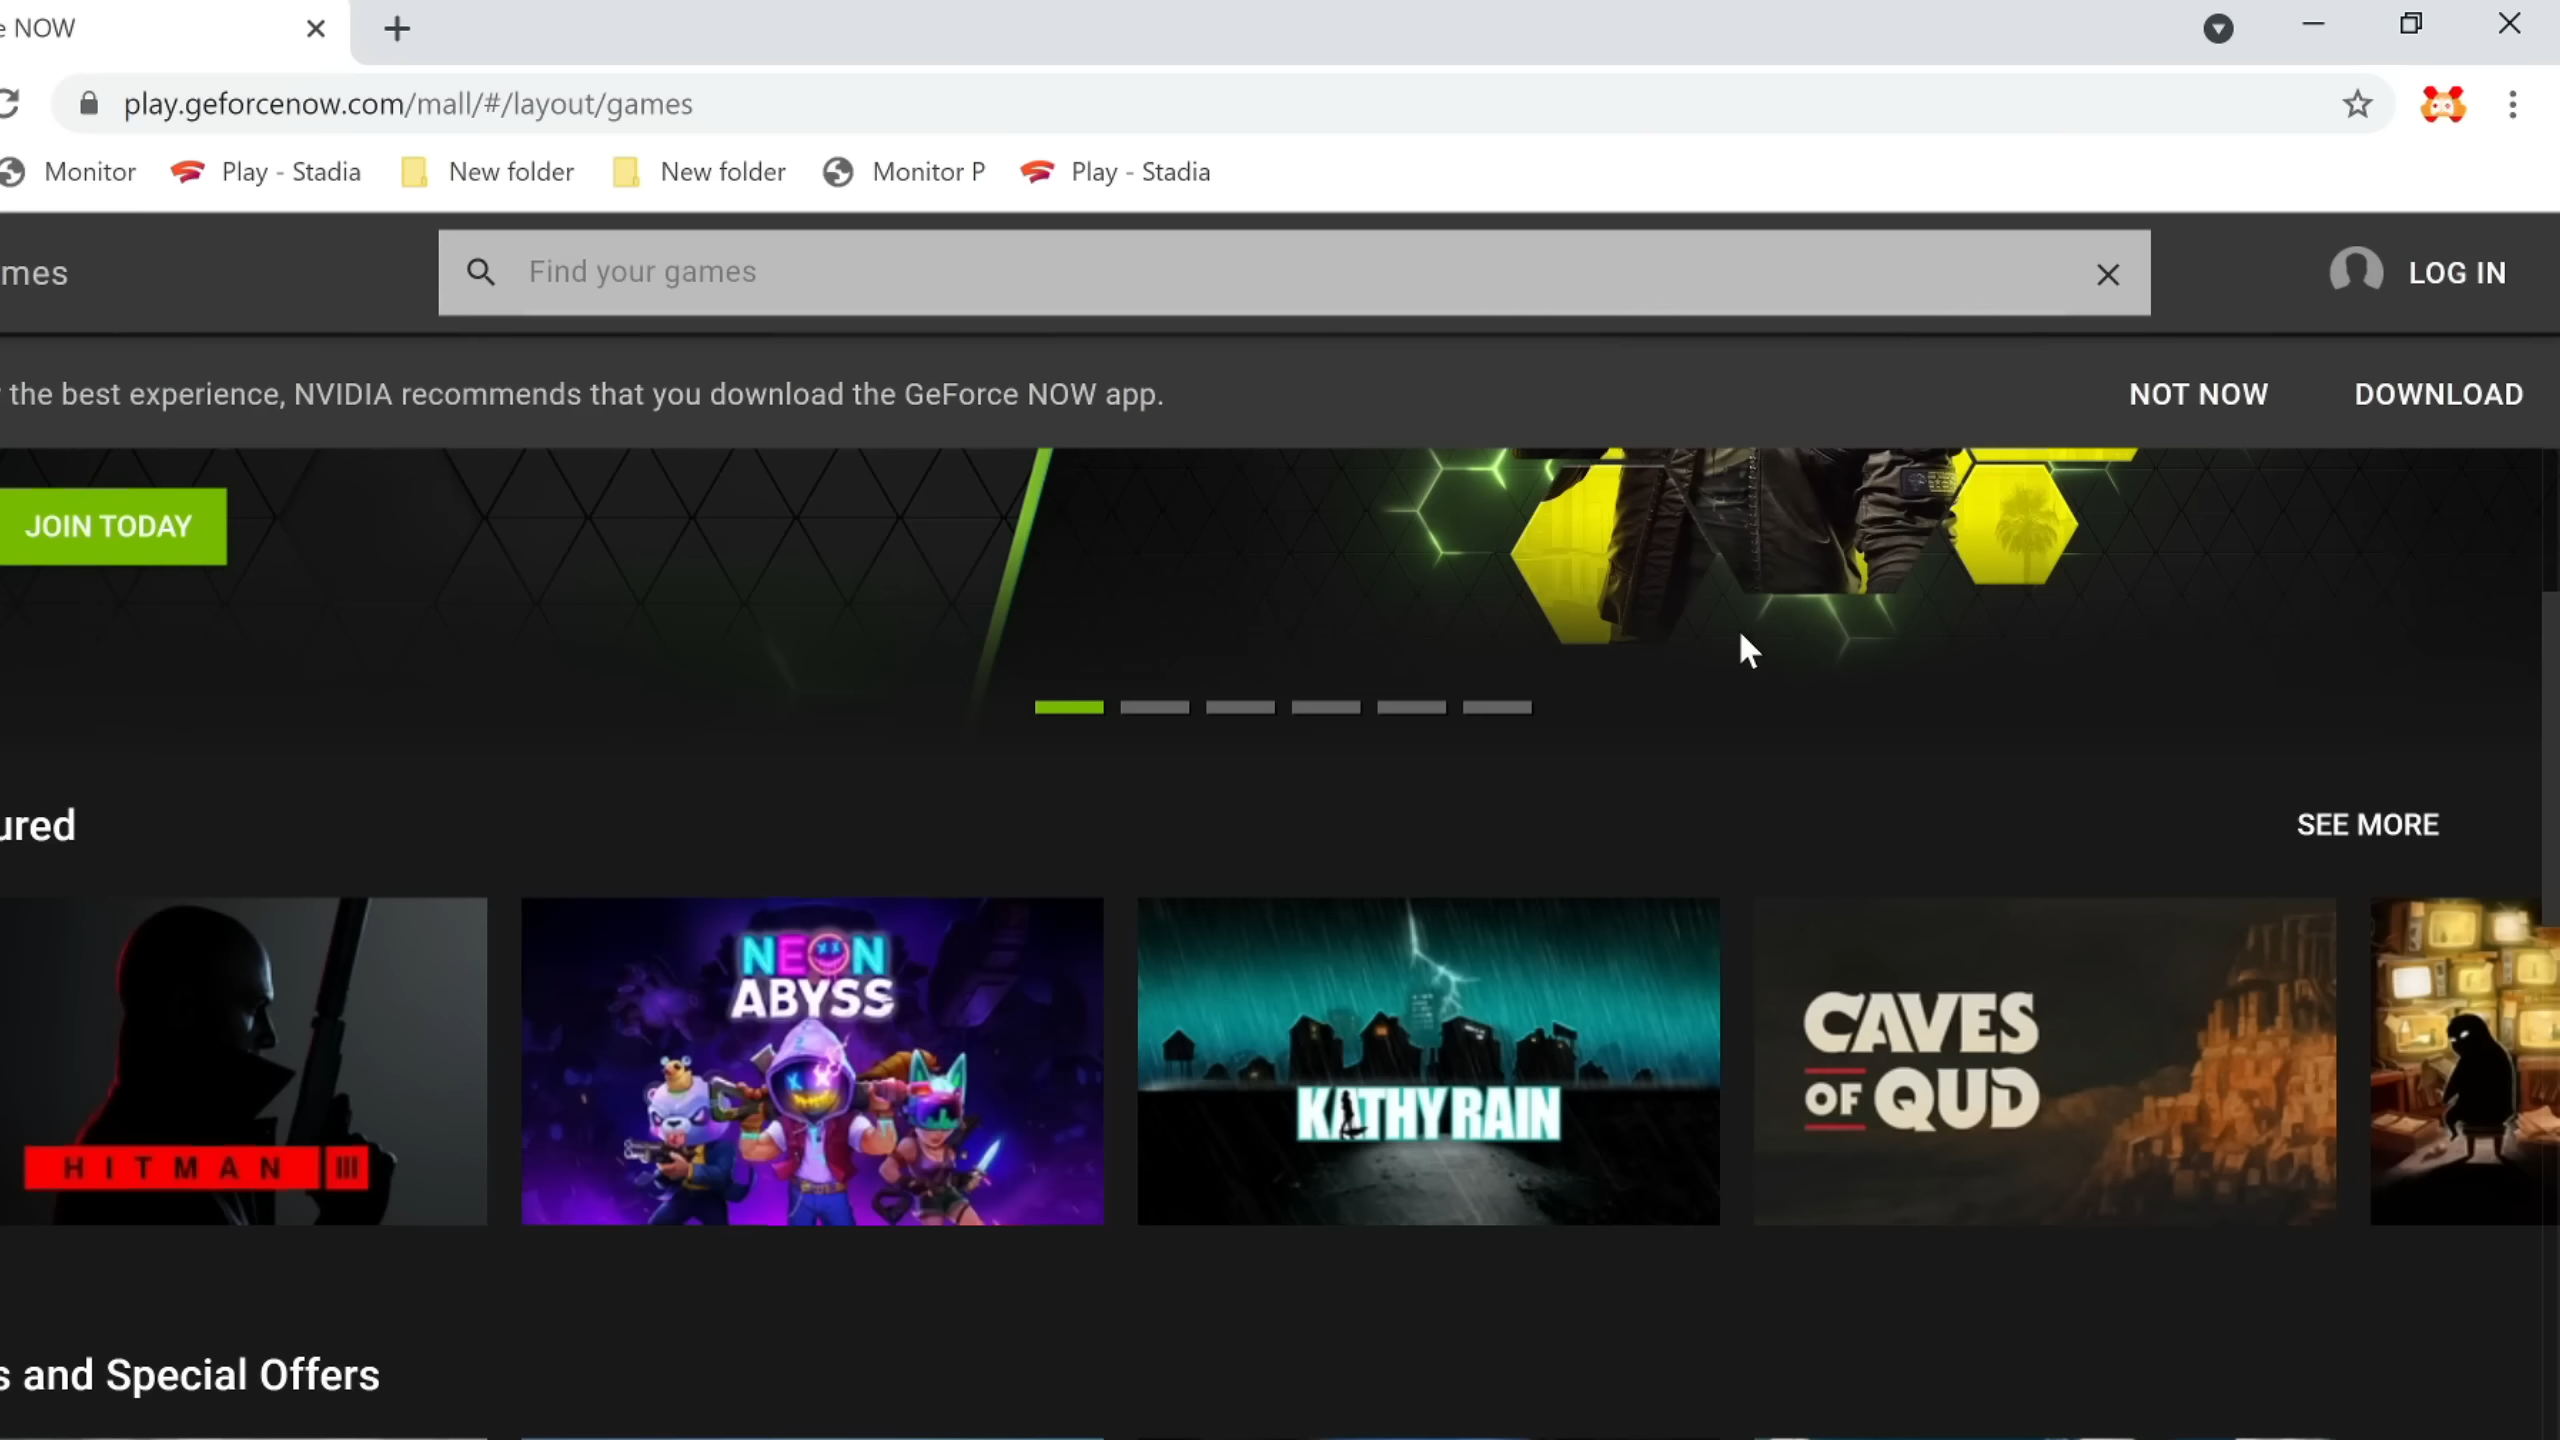 e NOW
play.geforcenow.com/mall/#/layout/games
Monitor
Play - Stadia
New folder
New folder
Monitor P
Play - Stadia
mes
Find your games
LOG IN
the best experience, NVIDIA recommends that you download the GeForce NOW app.
NOT NOW
DOWNLOAD
JOIN TODAY
ured
SEE MORE
HITMAN III
NEON
ABYSS
KATHY RAIN
CAVES
OF QUD
s and Special Offers